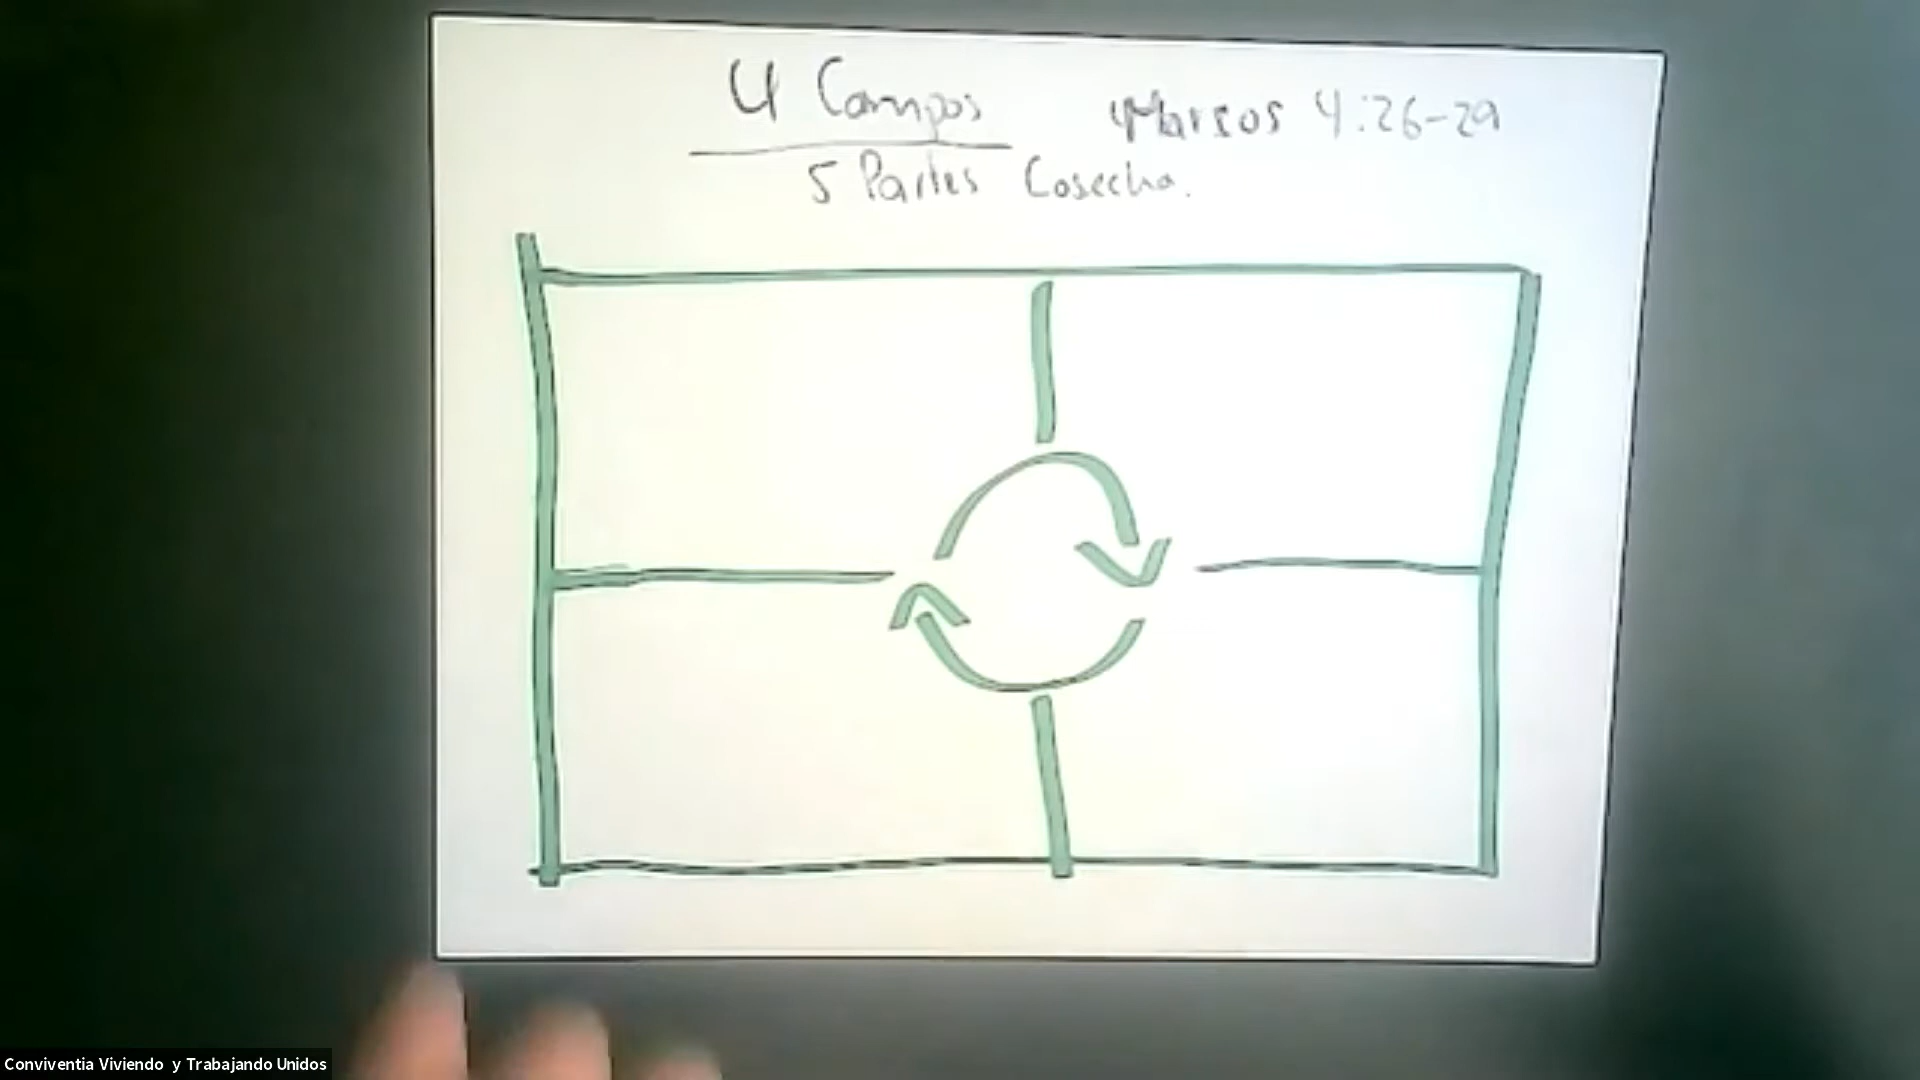 4 Campos Marcos 4:26-29
5 Partes Cosecha.
Conviventia Viviendo y Trabajando Unidos